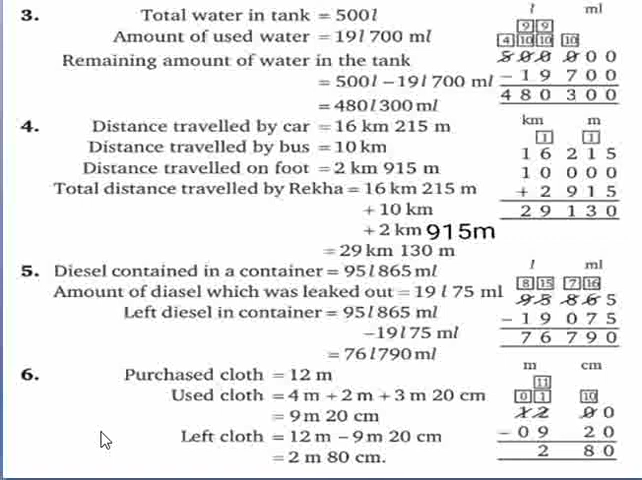 3. Total water in tank = 500l
Amount of used water = 19l 700 ml
Remaining amount of water in the tank
= 500l – 19l 700 ml
= 480l 300 ml
l ml
9 9
4 10 10 10
5 0 0 0 0 0
– 1 9 7 0 0
4 8 0 3 0 0
4. Distance travelled by car = 16 km 215 m
Distance travelled by bus = 10 km
Distance travelled on foot = 2 km 915 m
Total distance travelled by Rekha = 16 km 215 m
+ 10 km
+ 2 km 915m
= 29 km 130 m
km m
1 1
1 6 2 1 5
1 0 0 0 0
+ 2 9 1 5
2 9 1 3 0
5. Diesel contained in a container = 95l 865 ml
Amount of diasel which was leaked out = 19 l 75 ml
Left diesel in container = 95l 865 ml
–19l 75 ml
= 76l 790 ml
l ml
8 15 7 16
9 5 8 6 5
– 1 9 0 7 5
7 6 7 9 0
6. Purchased cloth = 12 m
Used cloth = 4 m + 2 m + 3 m 20 cm
= 9 m 20 cm
Left cloth = 12 m – 9 m 20 cm
= 2 m 80 cm.
m cm
11
0 1 10
1 2 0 0
– 0 9 2 0
2 8 0